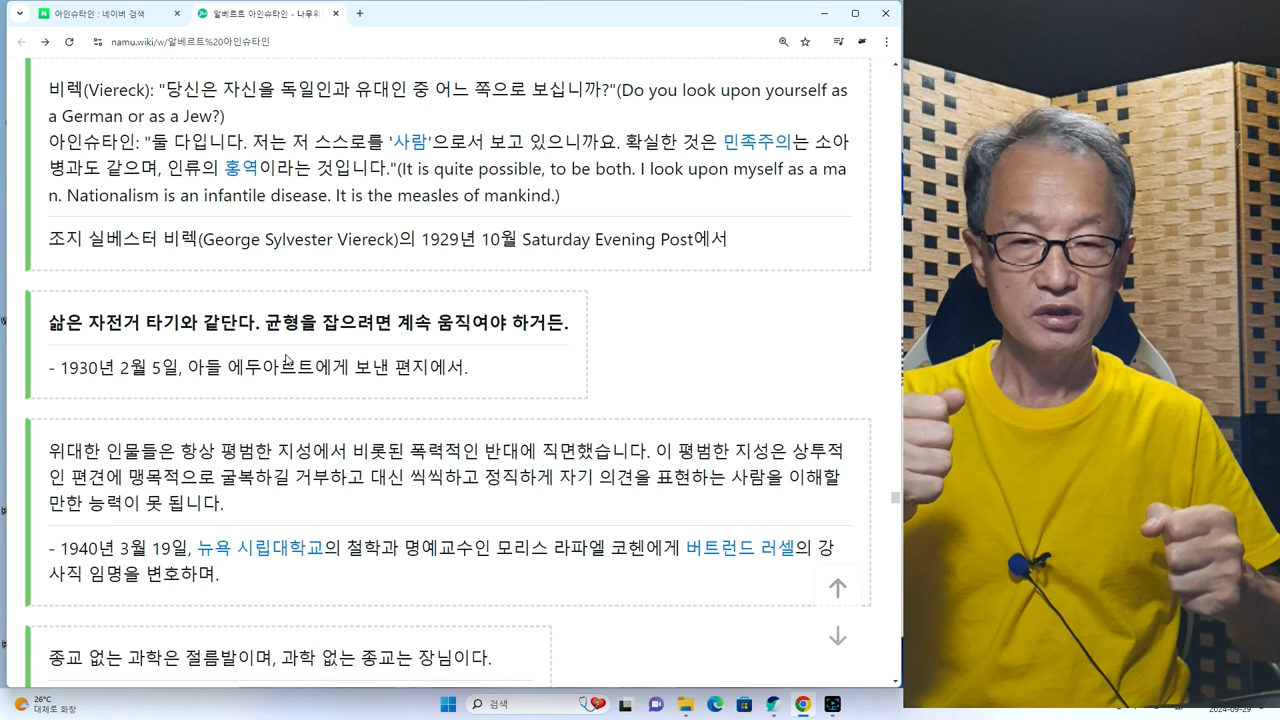 아인슈타인 : 네이버 검색
알베르트 아인슈타인 - 나무위
namu.wiki/w/알베르트%20아인슈타인
비렉(Viereck): "당신은 자신을 독일인과 유대인 중 어느 쪽으로 보십니까?"(Do you look upon yourself as
a German or as a Jew?)
아인슈타인: "둘 다입니다. 저는 저 스스로를 '사람'으로서 보고 있으니까요. 확실한 것은 민족주의는 소아
병과도 같으며, 인류의 홍역이라는 것입니다."(It is quite possible, to be both. I look upon myself as a ma
n. Nationalism is an infantile disease. It is the measles of mankind.)
조지 실베스터 비렉(George Sylvester Viereck)의 1929년 10월 Saturday Evening Post에서
삶은 자전거 타기와 같단다. 균형을 잡으려면 계속 움직여야 하거든.
- 1930년 2월 5일, 아들 에두아르트에게 보낸 편지에서.
위대한 인물들은 항상 평범한 지성에서 비롯된 폭력적인 반대에 직면했습니다. 이 평범한 지성은 상투적
인 편견에 맹목적으로 굴복하길 거부하고 대신 씩씩하고 정직하게 자기 의견을 표현하는 사람을 이해할
만한 능력이 못 됩니다.
- 1940년 3월 19일, 뉴욕 시립대학교의 철학과 명예교수인 모리스 라파엘 코헨에게 버트런드 러셀의 강
사직 임명을 변호하며.
종교 없는 과학은 절름발이며, 과학 없는 종교는 장님이다.
26°C
대체로 화창
검색
2024-09-29